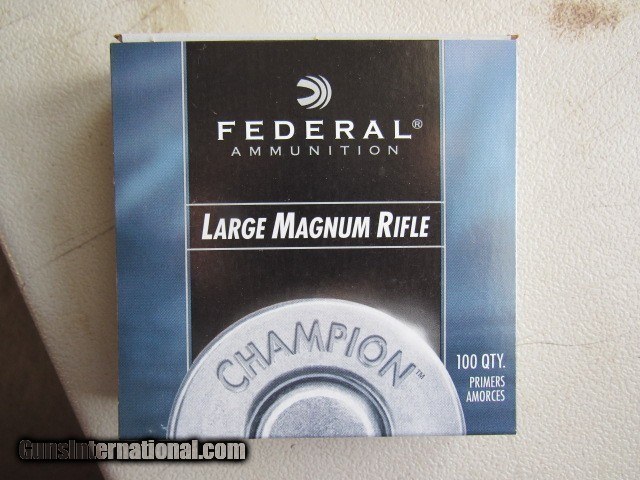 FEDERAL®
AMMUNITION
LARGE MAGNUM RIFLE
CHAMPION™
100 QTY.
PRIMERS
AMORCES
GunsInternational.com